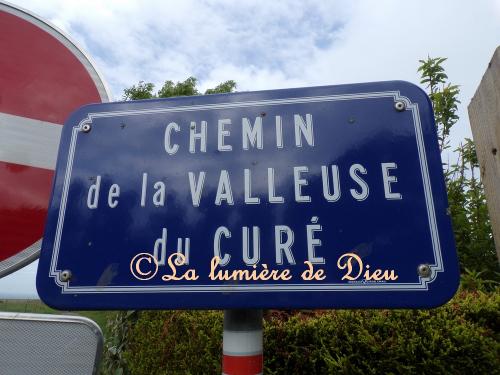 CHEMIN
de la VALLEUSE
du CURÉ
©La lumière de Dieu